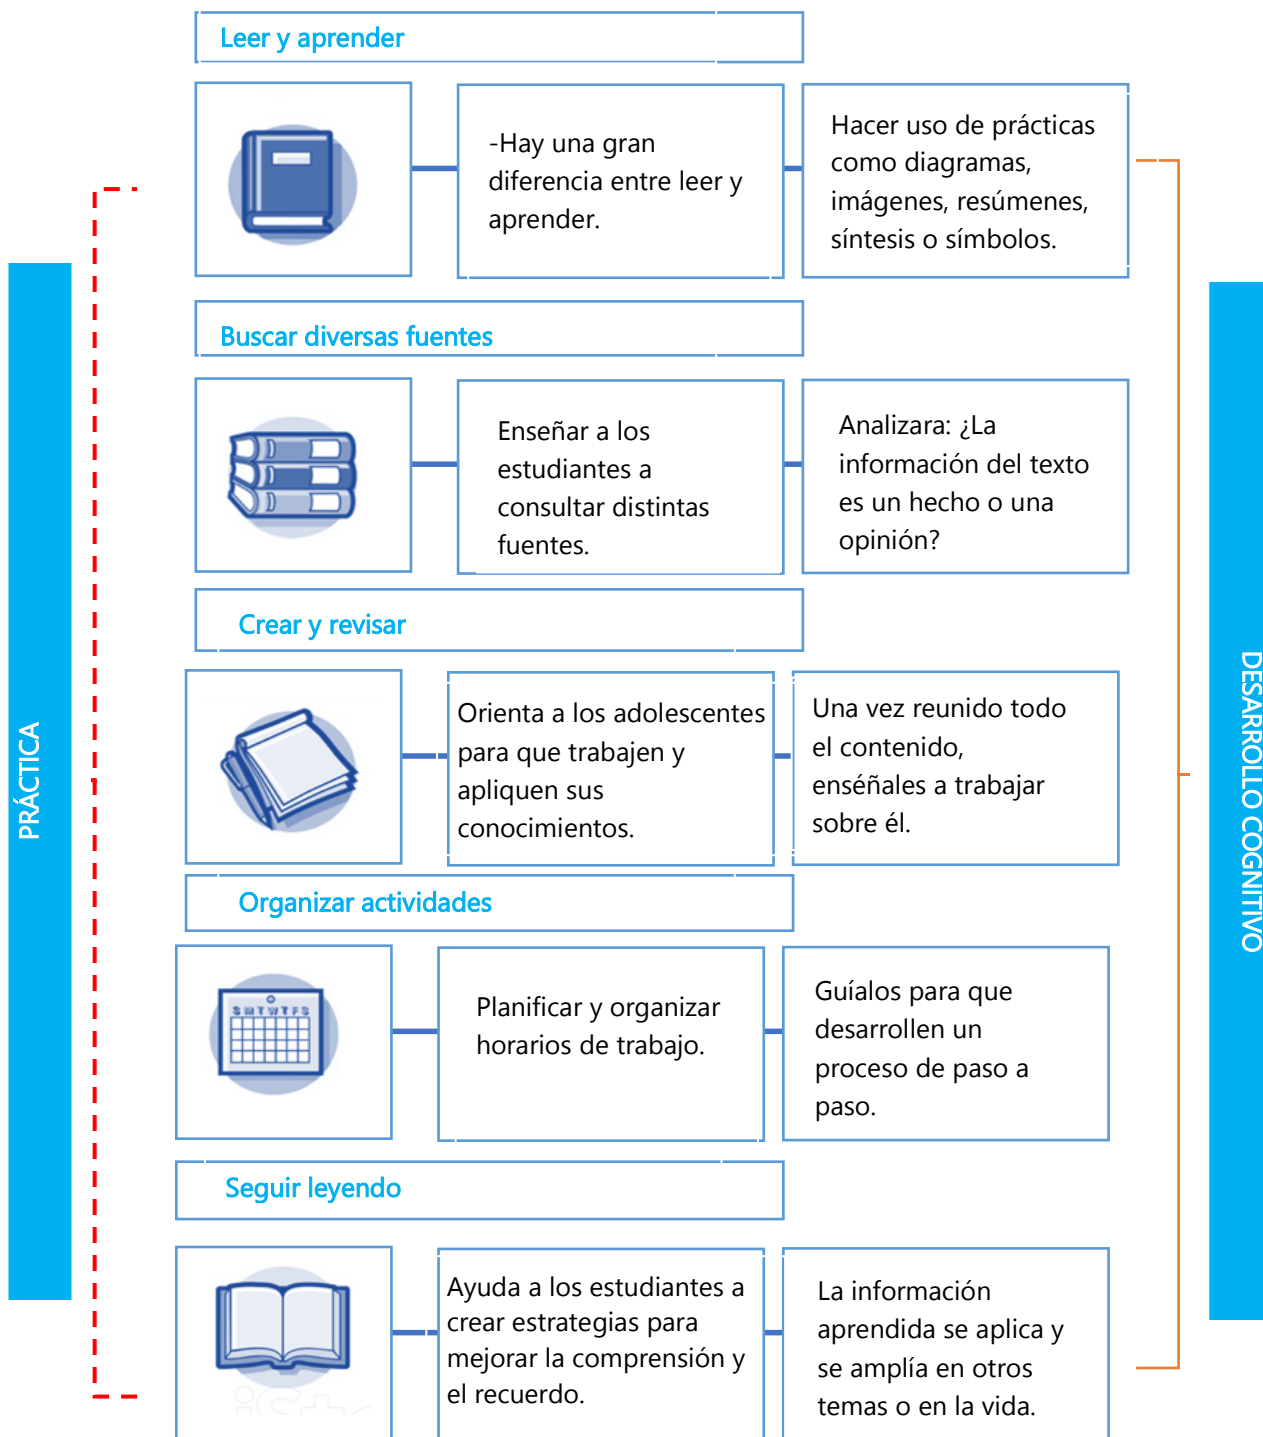 Leer y aprender
-Hay una gran
diferencia entre leer y
aprender.
Hacer uso de prácticas
como diagramas,
imágenes, resúmenes,
síntesis o símbolos.
Buscar diversas fuentes
Enseñar a los
estudiantes a
consultar distintas
fuentes.
Analizara: ¿La
información del texto
es un hecho o una
opinión?
Crear y revisar
Orienta a los adolescentes
para que trabajen y
apliquen sus
conocimientos.
Una vez reunido todo
el contenido,
enséñales a trabajar
sobre él.
Organizar actividades
S M T W T F S
Planificar y organizar
horarios de trabajo.
Guíalos para que
desarrollen un
proceso de paso a
paso.
Seguir leyendo
Ayuda a los estudiantes a
crear estrategias para
mejorar la comprensión y
el recuerdo.
La información
aprendida se aplica y
se amplía en otros
temas o en la vida.
PRÁCTICA
DESARROLLO COGNITIVO